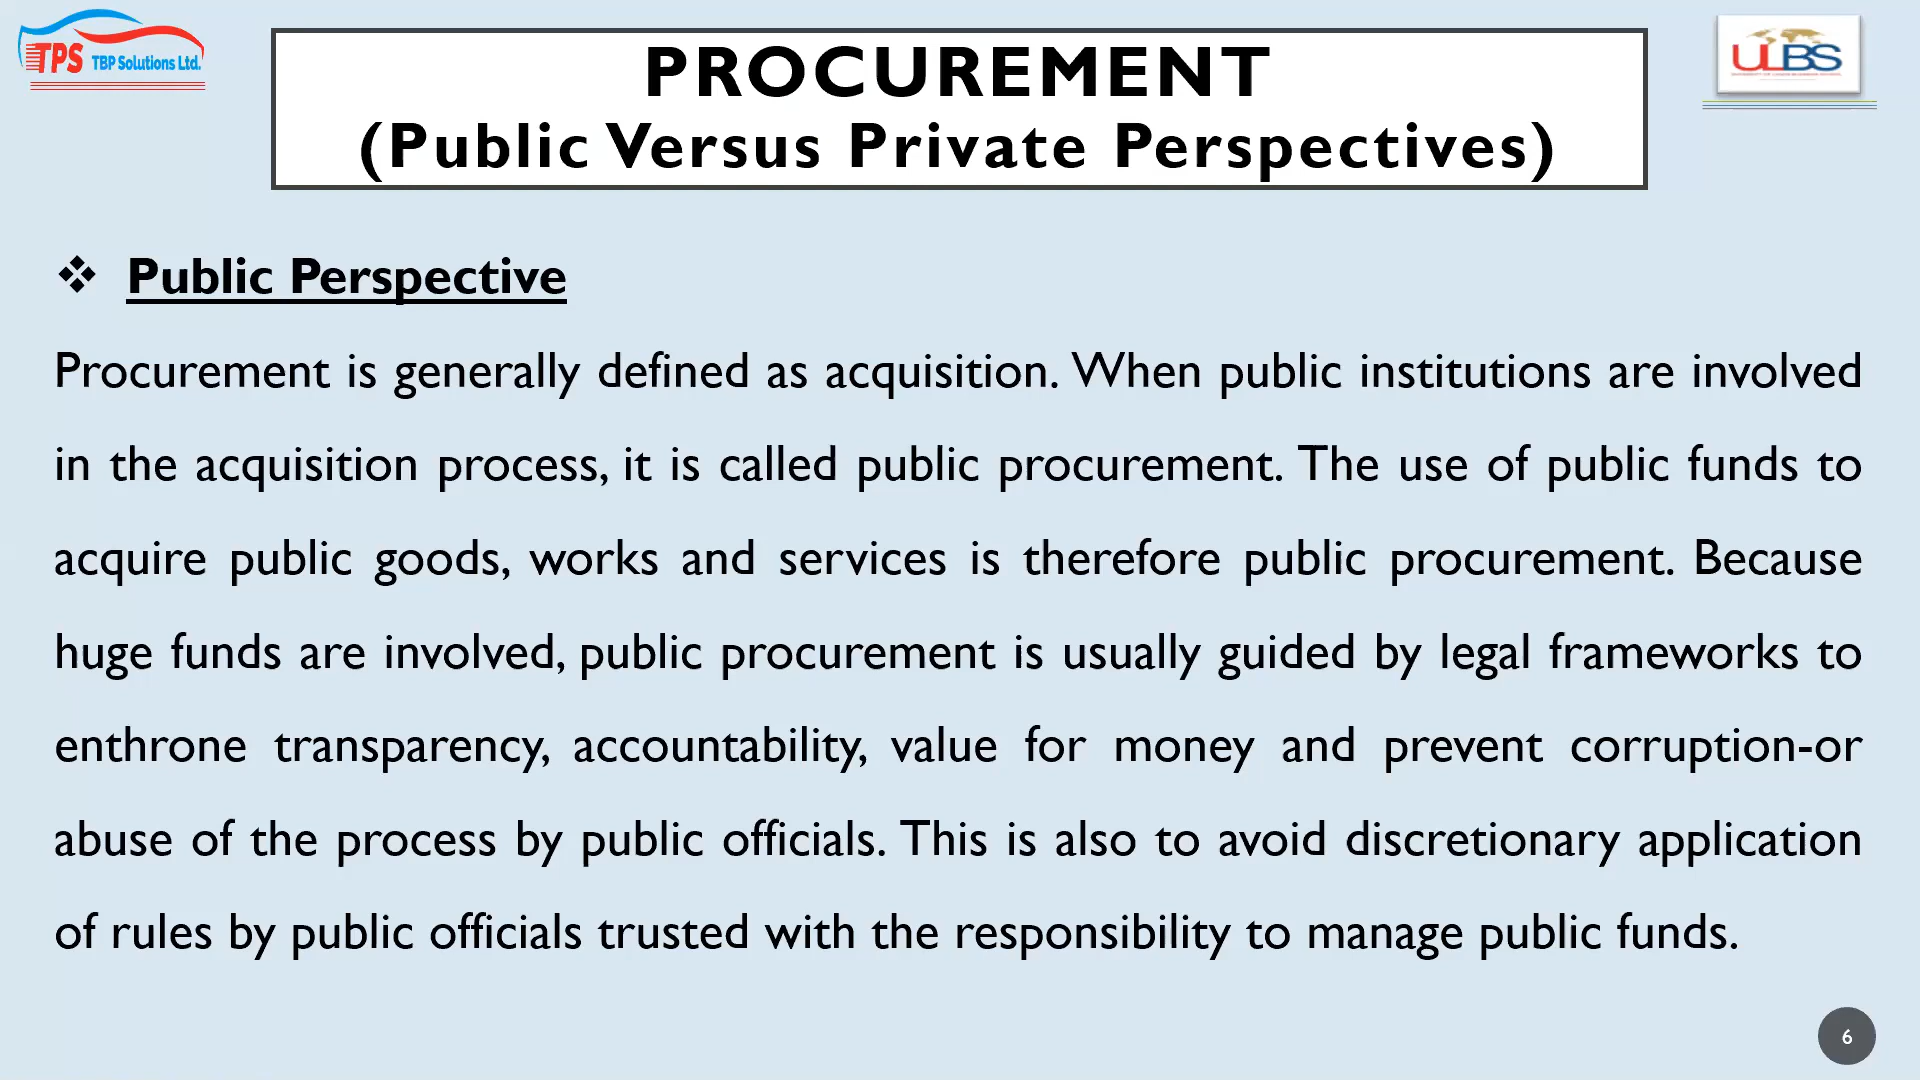 TPS TBP Solutions Ltd.
ULBS
PROCUREMENT
(Public Versus Private Perspectives)
❖ Public Perspective
Procurement is generally defined as acquisition. When public institutions are involved
in the acquisition process, it is called public procurement. The use of public funds to
acquire public goods, works and services is therefore public procurement. Because
huge funds are involved, public procurement is usually guided by legal frameworks to
enthrone transparency, accountability, value for money and prevent corruption-or
abuse of the process by public officials. This is also to avoid discretionary application
of rules by public officials trusted with the responsibility to manage public funds.
6